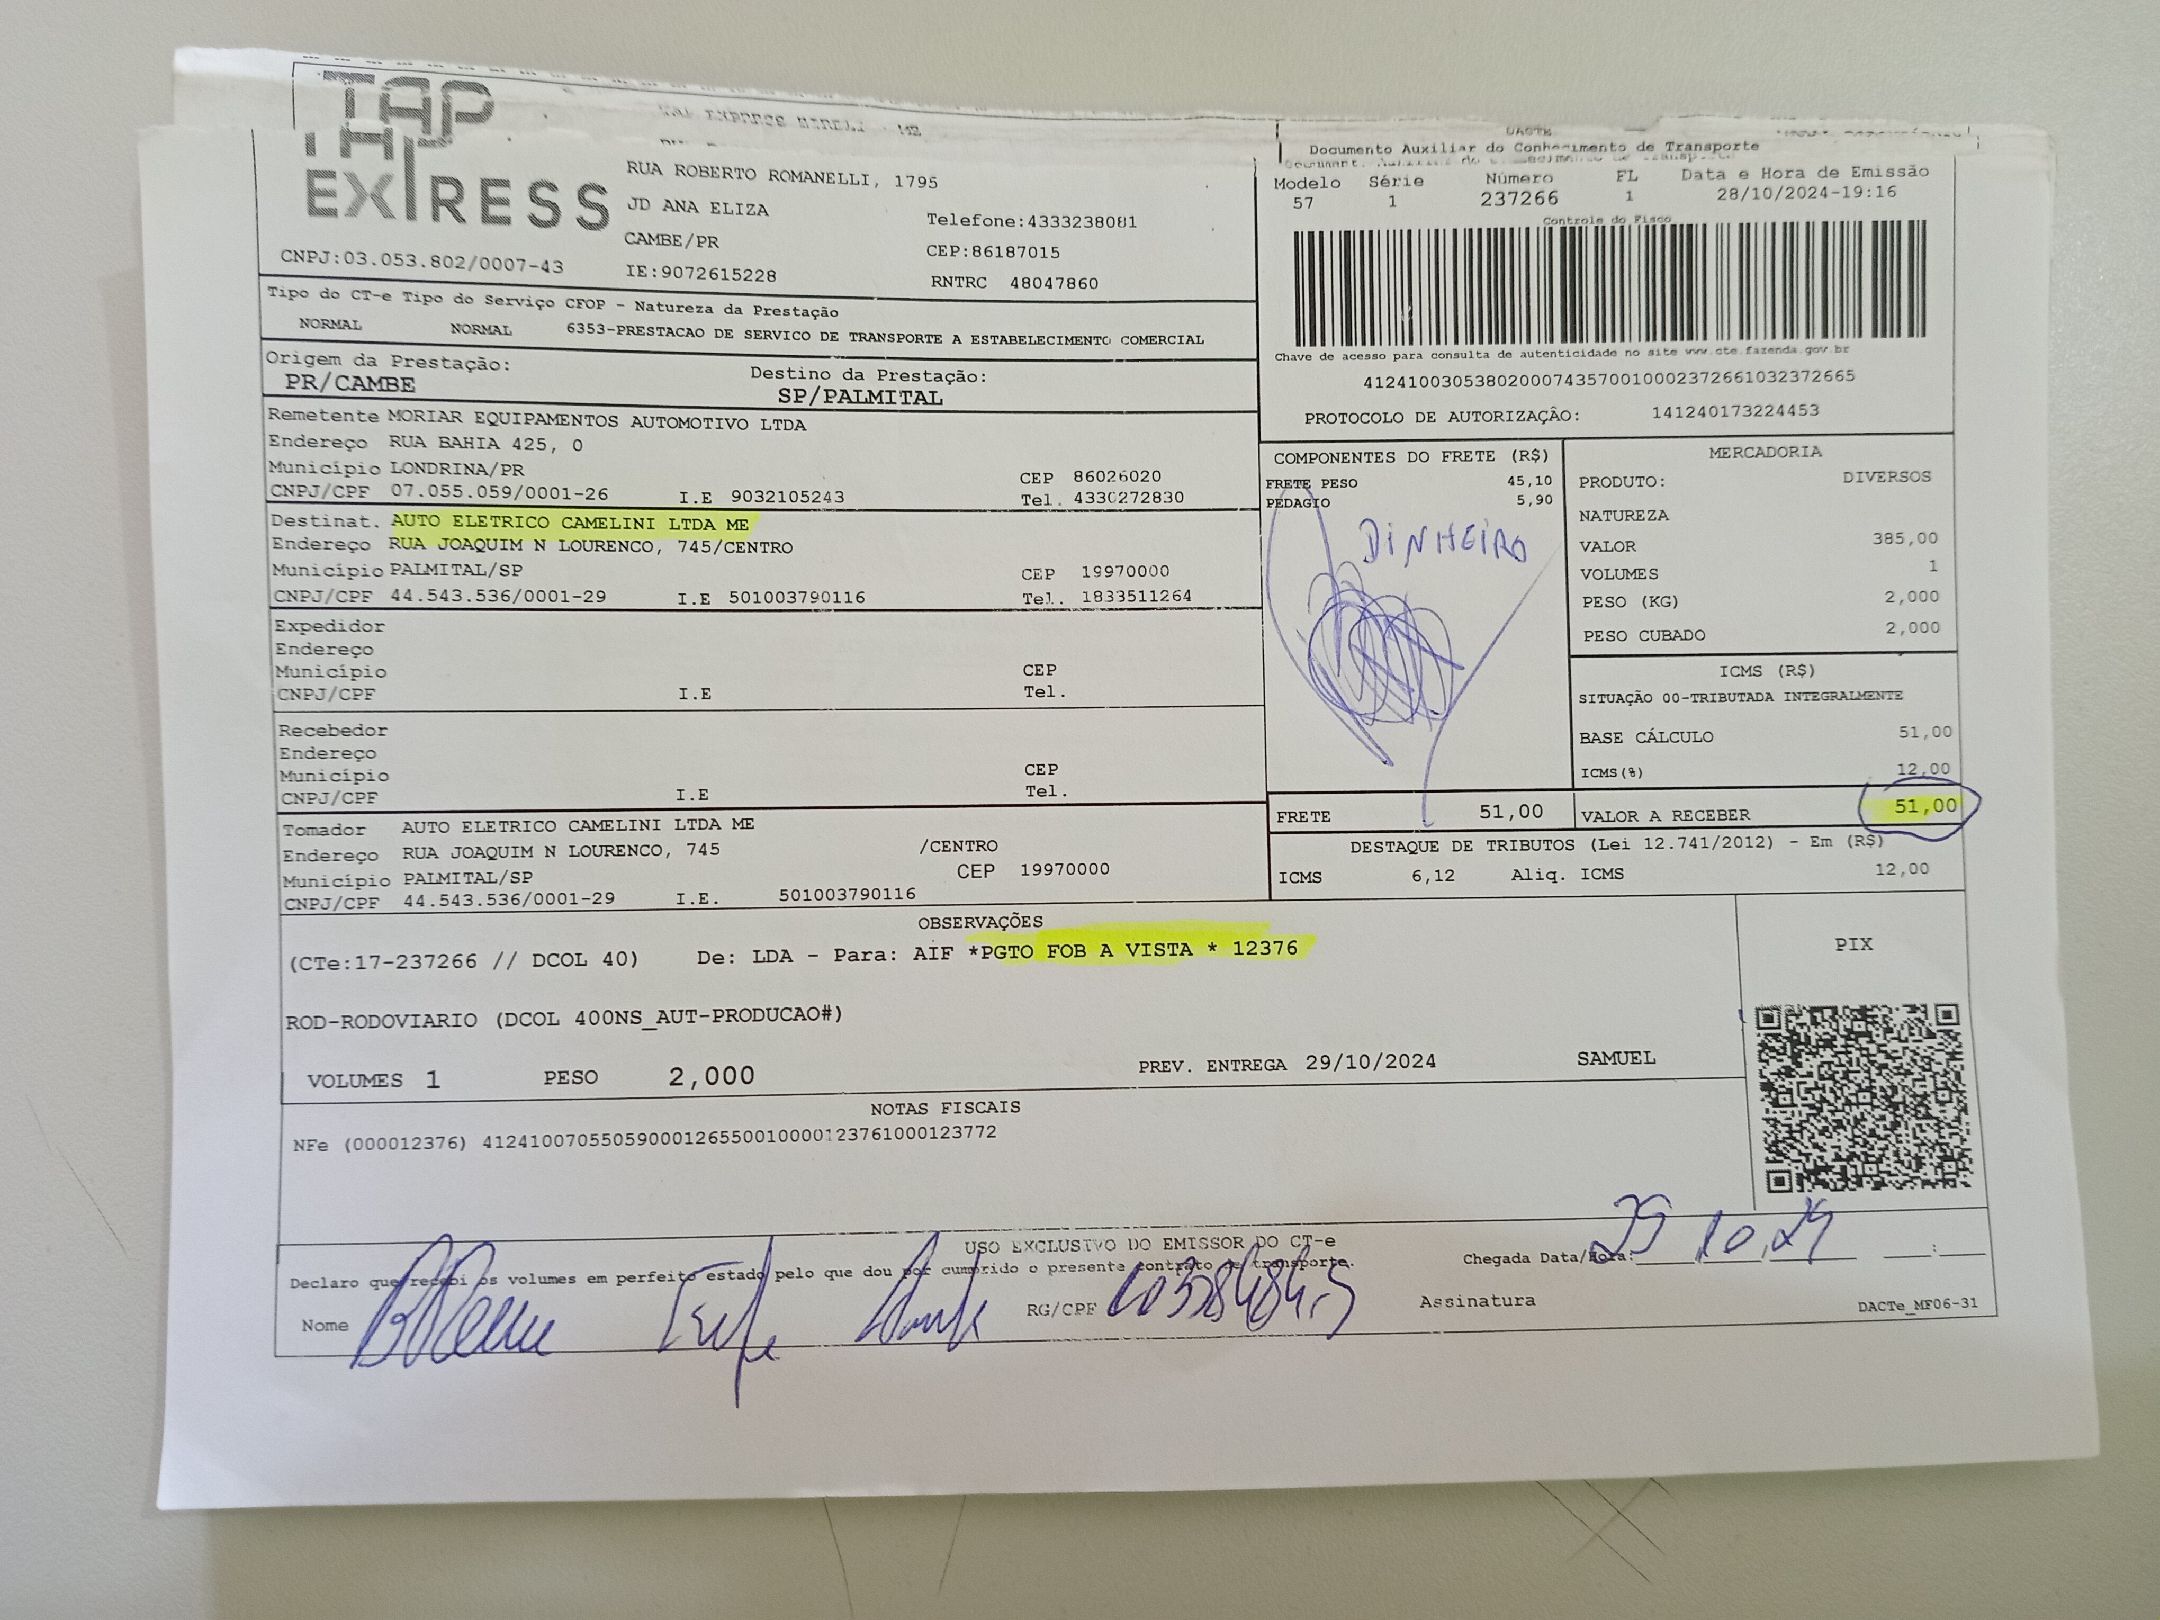 TAP
EXPRESS
CNPJ:03.053.802/0007-43
RUA ROBERTO ROMANELLI, 1795
JD ANA ELIZA
CAMBE/PR
IE:9072615228
Telefone:4333238081
CEP:86187015
RNTRC 48047860
DACTE
Documento Auxiliar do Conhecimento de Transporte
Modelo Série Número FL Data e Hora de Emissão
57 1 237266 1 28/10/2024-19:16
Controle do Fisco
Chave de acesso para consulta de autenticidade no site www.cte.fazenda.gov.br
41241003053802000743570010002372661032372665
PROTOCOLO DE AUTORIZAÇÃO: 141240173224453
Tipo do CT-e Tipo do Serviço CFOP - Natureza da Prestação
NORMAL NORMAL 6353-PRESTACAO DE SERVICO DE TRANSPORTE A ESTABELECIMENTO COMERCIAL
Origem da Prestação: Destino da Prestação:
PR/CAMBE SP/PALMITAL
Remetente MORIAR EQUIPAMENTOS AUTOMOTIVO LTDA
Endereço RUA BAHIA 425, 0
Município LONDRINA/PR CEP 86026020
CNPJ/CPF 07.055.059/0001-26 I.E 9032105243 Tel. 4330272830
Destinat. AUTO ELETRICO CAMELINI LTDA ME
Endereço RUA JOAQUIM N LOURENCO, 745/CENTRO
Município PALMITAL/SP CEP 19970000
CNPJ/CPF 44.543.536/0001-29 I.E 501003790116 Tel. 1833511264
Expedidor
Endereço
Município CEP
CNPJ/CPF I.E Tel.
Recebedor
Endereço
Município CEP
CNPJ/CPF I.E Tel.
Tomador AUTO ELETRICO CAMELINI LTDA ME
Endereço RUA JOAQUIM N LOURENCO, 745 /CENTRO
Município PALMITAL/SP CEP 19970000
CNPJ/CPF 44.543.536/0001-29 I.E. 501003790116
COMPONENTES DO FRETE (R$)
FRETE PESO 45,10
PEDAGIO 5,90
DINHEIRO
MERCADORIA
PRODUTO: DIVERSOS
NATUREZA
VALOR 385,00
VOLUMES 1
PESO (KG) 2,000
PESO CUBADO 2,000
ICMS (R$)
SITUAÇÃO 00-TRIBUTADA INTEGRALMENTE
BASE CÁLCULO 51,00
ICMS(%) 12,00
FRETE 51,00 VALOR A RECEBER 51,00
DESTAQUE DE TRIBUTOS (Lei 12.741/2012) - Em (R$)
ICMS 6,12 Aliq. ICMS 12,00
OBSERVAÇÕES
(CTe:17-237266 // DCOL 40) De: LDA - Para: AIF *PGTO FOB A VISTA * 12376
ROD-RODOVIARIO (DCOL 400NS_AUT-PRODUCAO#)
VOLUMES 1 PESO 2,000 PREV. ENTREGA 29/10/2024 SAMUEL
PIX
NOTAS FISCAIS
NFe (000012376) 41241007055059000126550010000123761000123772
USO EXCLUSIVO DO EMISSOR DO CT-e
Declaro que recebi os volumes em perfeito estado pelo que dou por cumprido o presente contrato de transporte.
Chegada Data/Hora: 29 10 24 :
Nome RG/CPF Assinatura
DACTe_MF06-31